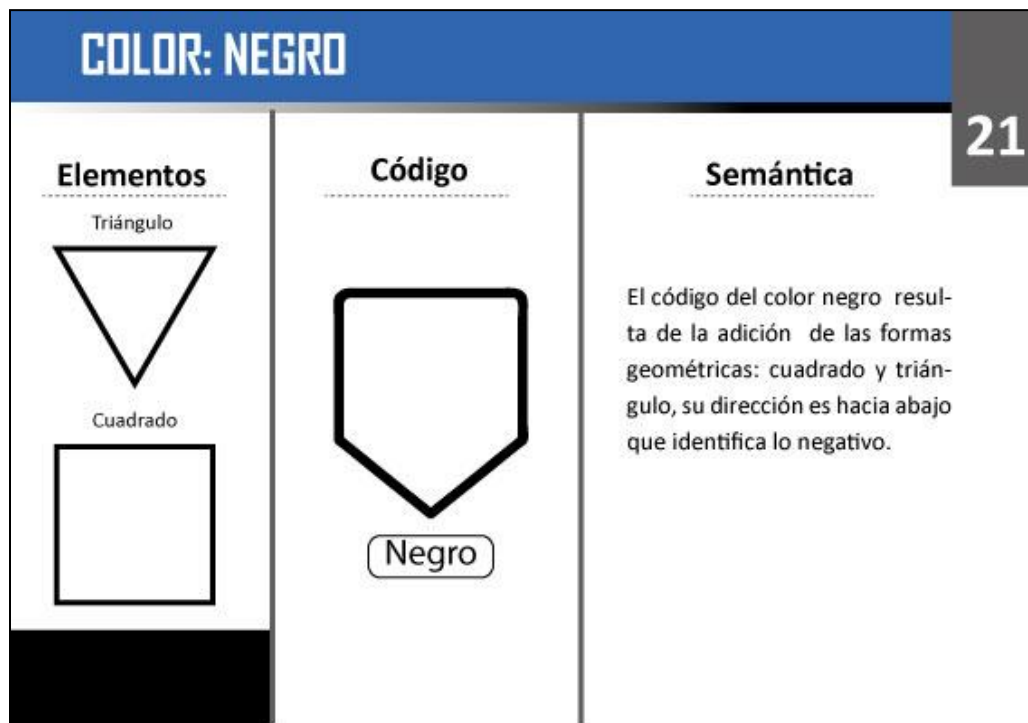 COLOR: NEGRO
21
Elementos
Triángulo
Cuadrado
Código
Negro
Semántica
El código del color negro resul-
ta de la adición de las formas
geométricas: cuadrado y trián-
gulo, su dirección es hacia abajo
que identifica lo negativo.